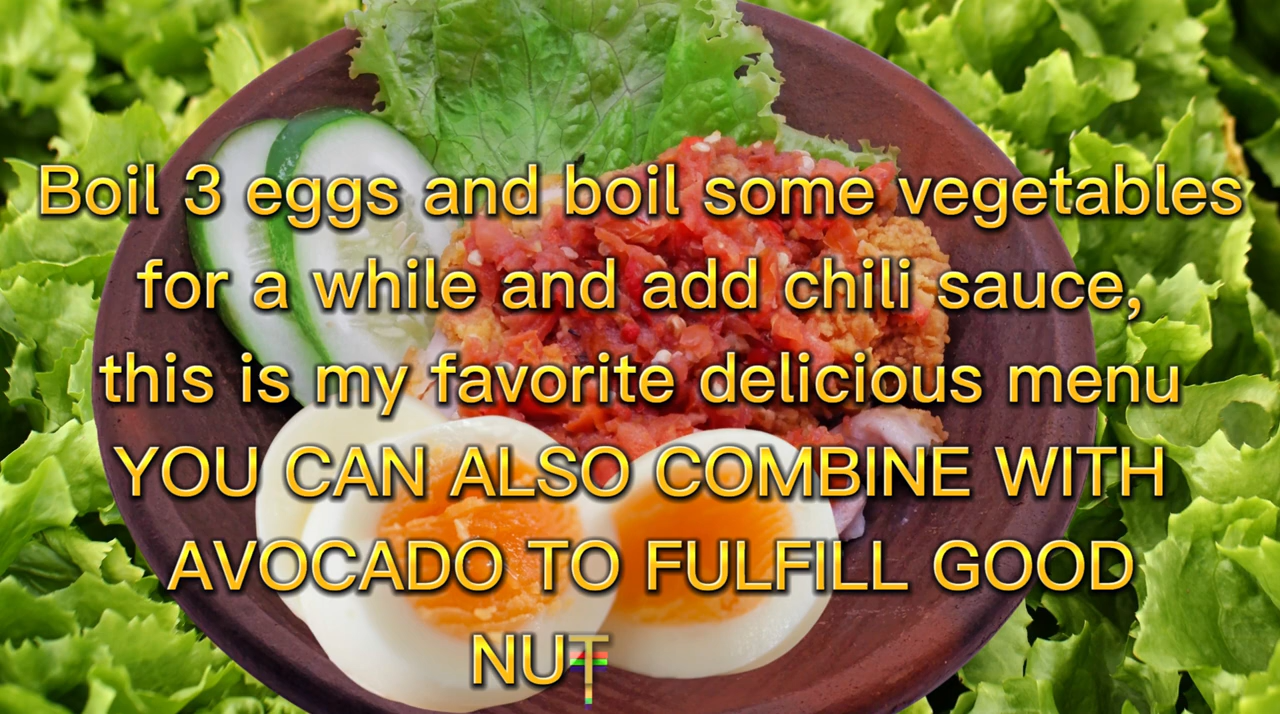 Boil 3 eggs and boil some vegetables
for a while and add chili sauce,
this is my favorite delicious menu
YOU CAN ALSO COMBINE WITH
AVOCADO TO FULFILL GOOD
NUT